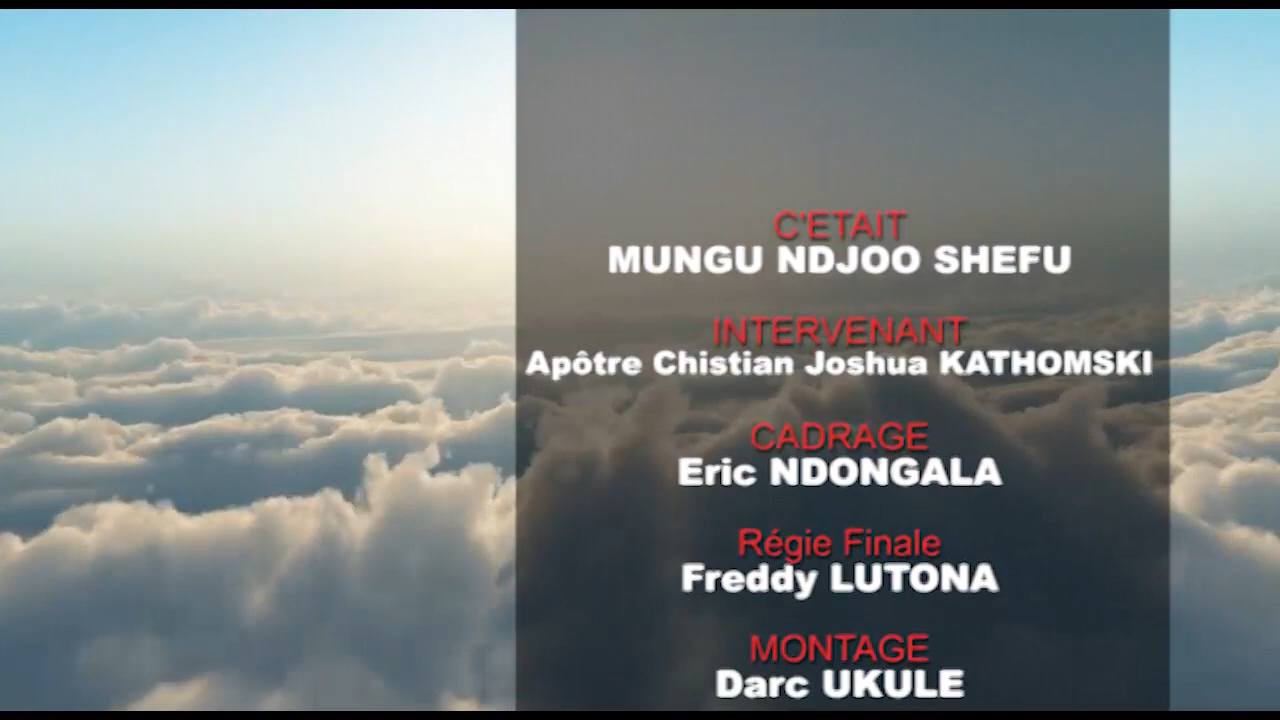 C'ETAIT
MUNGU NDJOO SHEFU
INTERVENANT
Apôtre Chistian Joshua KATHOMSKI
CADRAGE
Eric NDONGALA
Régie Finale
Freddy LUTONA
MONTAGE
Darc UKULE